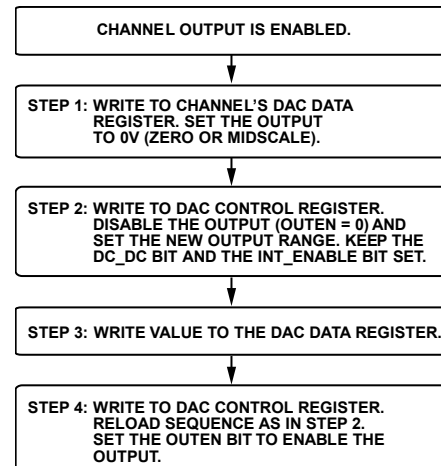 CHANNEL OUTPUT IS ENABLED.
STEP 1: WRITE TO CHANNEL'S DAC DATA
REGISTER. SET THE OUTPUT
TO 0V (ZERO OR MIDSCALE).
STEP 2: WRITE TO DAC CONTROL REGISTER.
DISABLE THE OUTPUT (OUTEN = 0) AND
SET THE NEW OUTPUT RANGE. KEEP THE
DC_DC BIT AND THE INT_ENABLE BIT SET.
STEP 3: WRITE VALUE TO THE DAC DATA REGISTER.
STEP 4: WRITE TO DAC CONTROL REGISTER.
RELOAD SEQUENCE AS IN STEP 2.
SET THE OUTEN BIT TO ENABLE THE
OUTPUT.